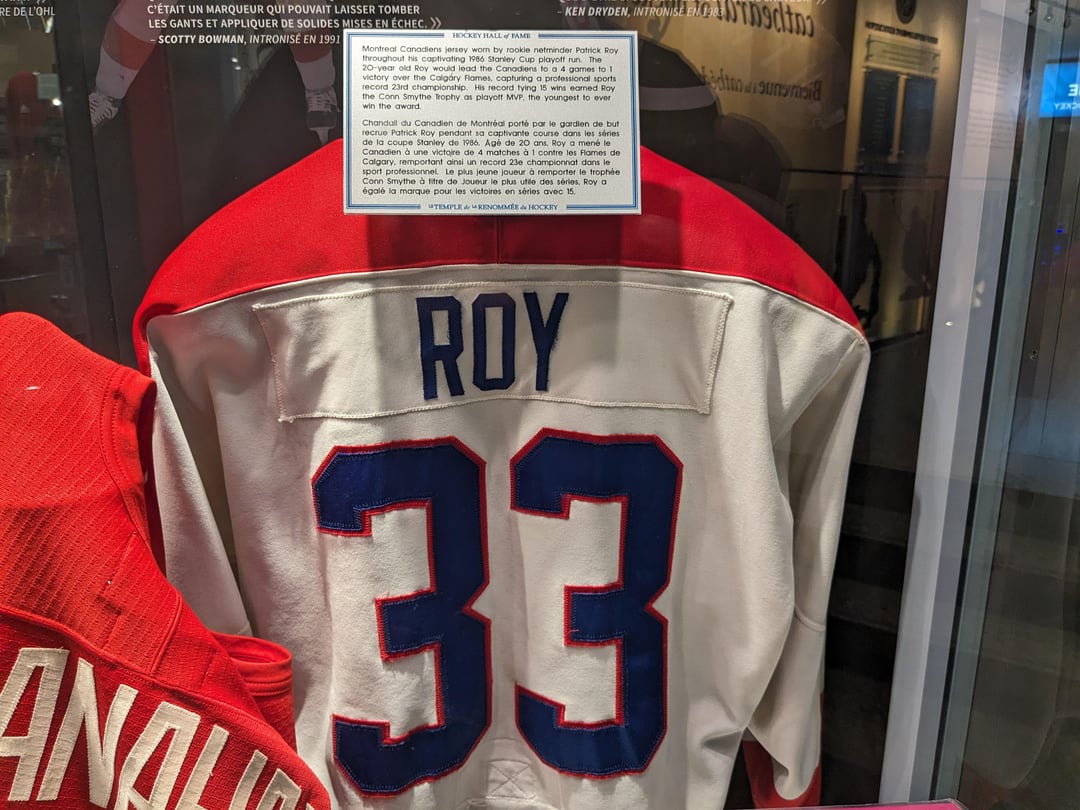 RE DE L'OHL
C'ÉTAIT UN MARQUEUR QUI POUVAIT LAISSER TOMBER
LES GANTS ET APPLIQUER DE SOLIDES MISES EN ÉCHEC. »
– SCOTTY BOWMAN, INTRONISÉ EN 1991
– KEN DRYDEN, INTRONISÉ EN 1983
HOCKEY HALL of FAME
Montreal Canadiens jersey worn by rookie netminder Patrick Roy
throughout his captivating 1986 Stanley Cup playoff run. The
20-year old Roy would lead the Canadiens to a 4 games to 1
victory over the Calgary Flames, capturing a professional sports
record 23rd championship. His record tying 15 wins earned Roy
the Conn Smythe Trophy as playoff MVP, the youngest to ever
win the award.
Chandail du Canadien de Montréal porté par le gardien de but
recrue Patrick Roy pendant sa captivante course dans les séries
de la coupe Stanley de 1986. Âgé de 20 ans, Roy a mené le
Canadien à une victoire de 4 matches à 1 contre les Flames de
Calgary, remportant ainsi un record 23e championnat dans le
sport professionnel. Le plus jeune joueur à remporter le trophée
Conn Smythe à titre de Joueur le plus utile des séries, Roy a
égalé la marque pour les victoires en séries avec 15.
LE TEMPLE de la RENOMMÉE du HOCKEY
ROY
33